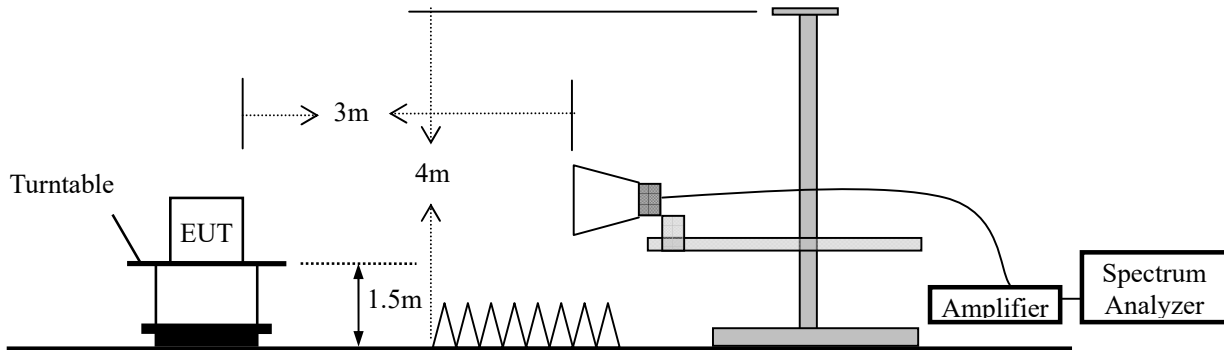 3m
4m
Turntable
EUT
1.5m
Amplifier
Spectrum
Analyzer